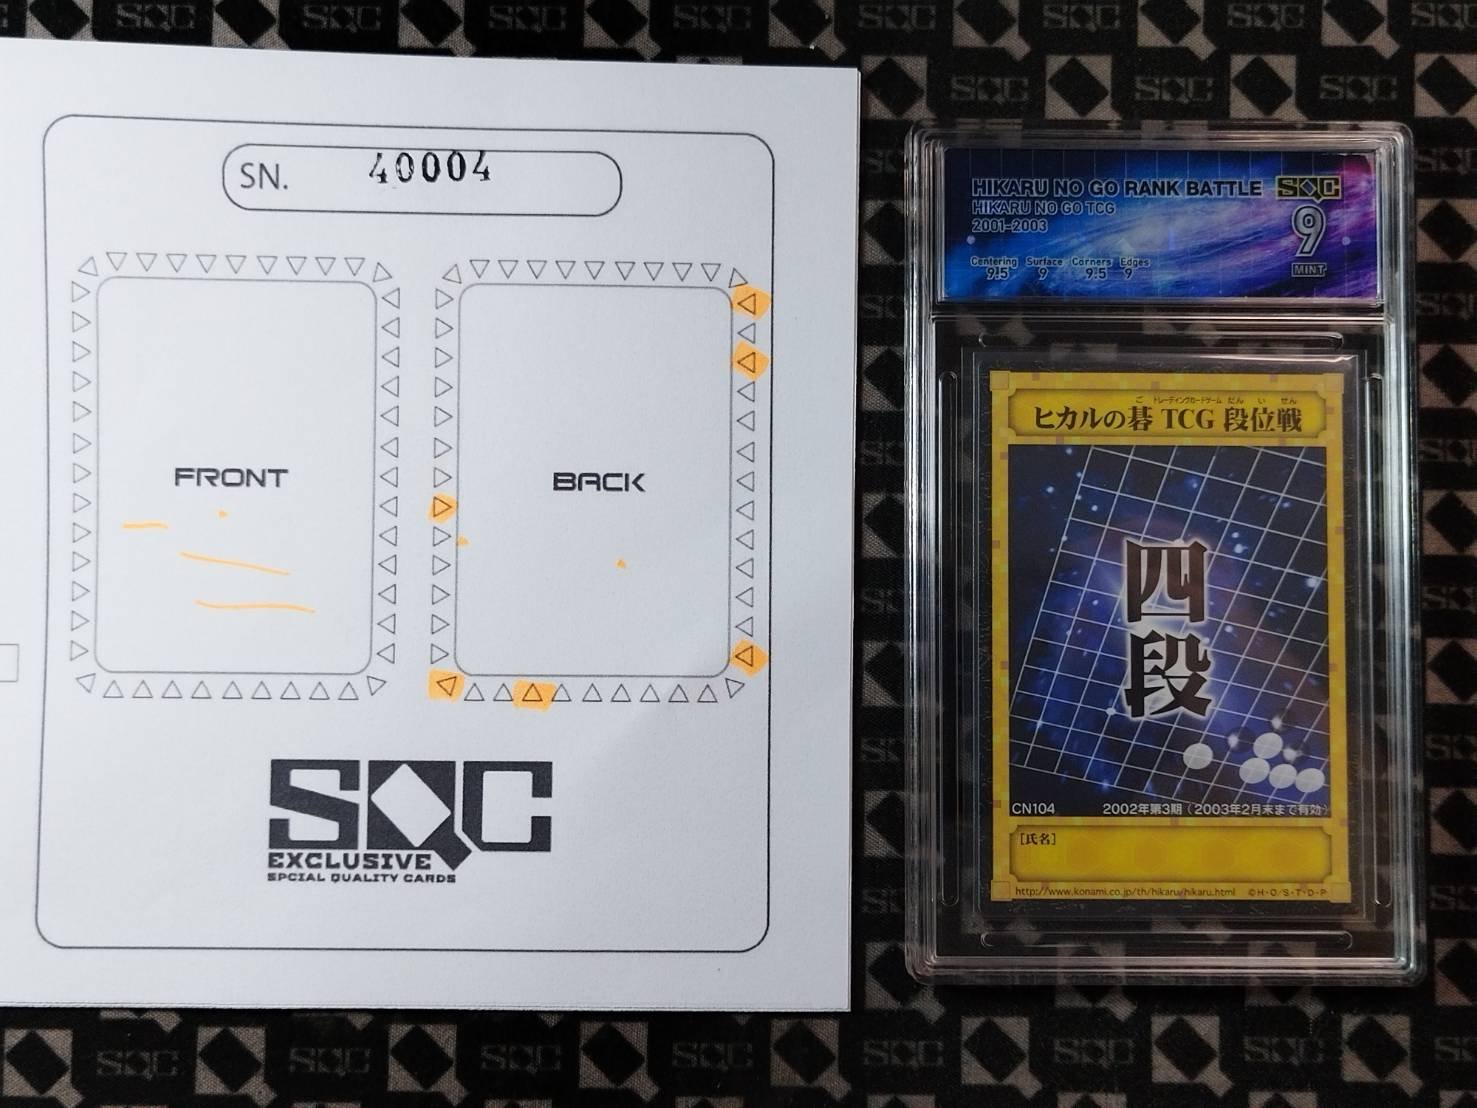 SN. 40004
FRONT
BACK
SQC
EXCLUSIVE
SPCIAL QUALITY CARDS
HIKARU NO GO RANK BATTLE SQC
HIKARU NO GO TCG
2001-2003
9
MINT
Centering Surface Corners Edges
9.5 9 9.5 9
ご トレーディングカードゲーム だん い せん
ヒカルの碁 TCG 段位戦
四段
CN104 2002年第3期(2003年2月末まで有効)
[氏名]
http://www.konami.co.jp/th/hikaru/hikaru.html ©H・O/S・T・D・P